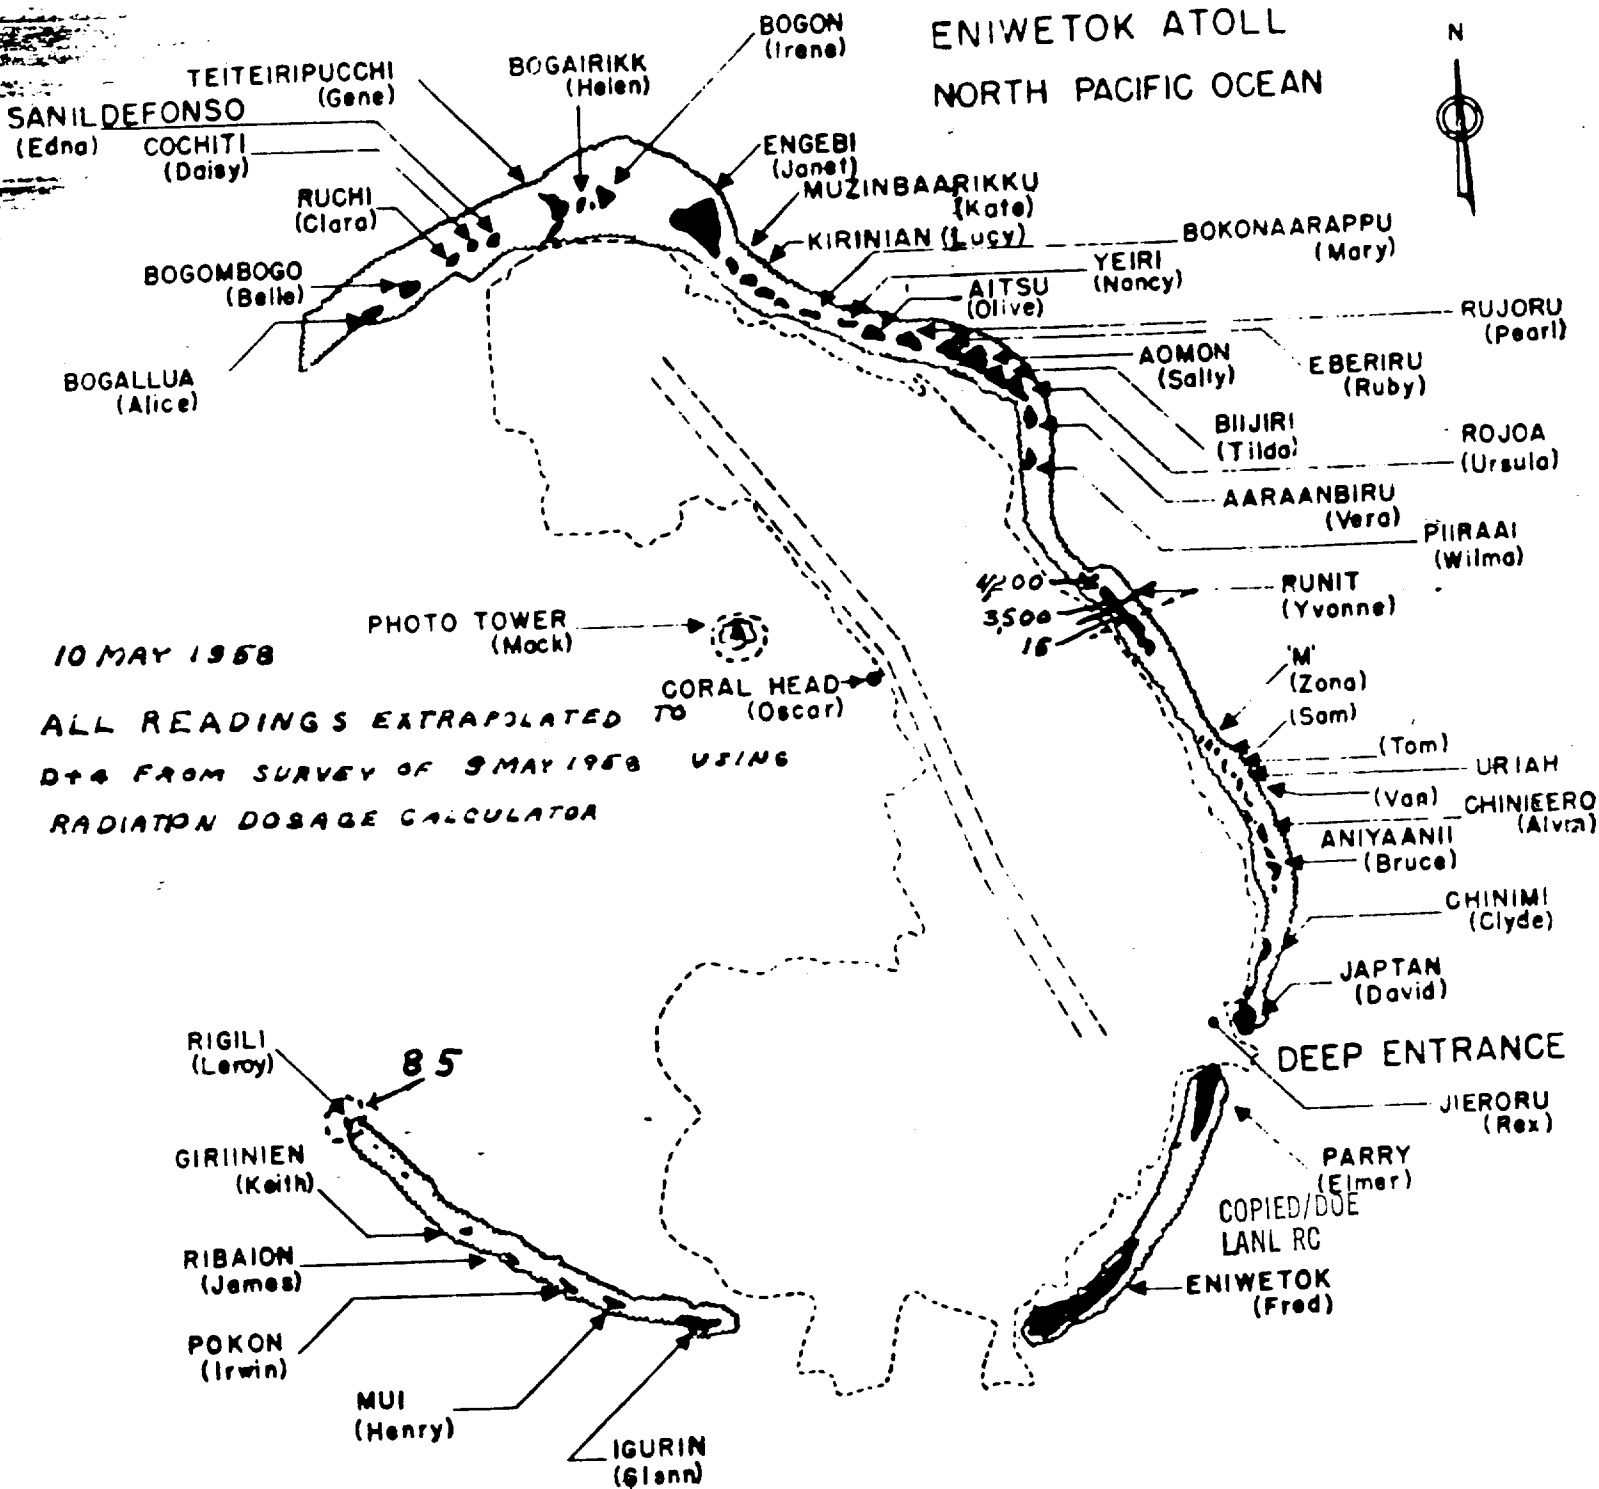 ENIWETOK ATOLL
NORTH PACIFIC OCEAN
N
BOGON
(Irene)
BOGAIRIKK
(Helen)
TEITEIRIPUCCHI
(Gene)
SANILDEFONSO
(Edna)
COCHITI
(Daisy)
RUCHI
(Clara)
BOGOMBOGO
(Belle)
BOGALLUA
(Alice)
ENGEBI
(Janet)
MUZINBAARIKKU
(Kate)
KIRINIAN (Lucy)
BOKONAARAPPU
(Mary)
YEIRI
(Nancy)
AITSU
(Olive)
RUJORU
(Pearl)
EBERIRU
(Ruby)
AOMON
(Sally)
BIIJIRI
(Tilda)
ROJOA
(Ursula)
AARAANBIRU
(Vera)
PIIRAAI
(Wilma)
RUNIT
(Yvonne)
4200
3500
15
PHOTO TOWER
(Mack)
CORAL HEAD
(Oscar)
10 MAY 1958
ALL READINGS EXTRAPOLATED TO
D+4 FROM SURVEY OF 9 MAY 1958 USING
RADIATION DOSAGE CALCULATOR
'M'
(Zona)
(Sam)
(Tom)
URIAH
(Van)
CHINIEERO
(Alvin)
ANIYAANII
(Bruce)
CHINIMI
(Clyde)
JAPTAN
(David)
DEEP ENTRANCE
JIERORU
(Rex)
PARRY
(Elmer)
COPIED/DOE
LANL RC
ENIWETOK
(Fred)
RIGILI
(Leroy)
85
GIRIINIEN
(Keith)
RIBAION
(James)
POKON
(Irwin)
MUI
(Henry)
IGURIN
(Glenn)